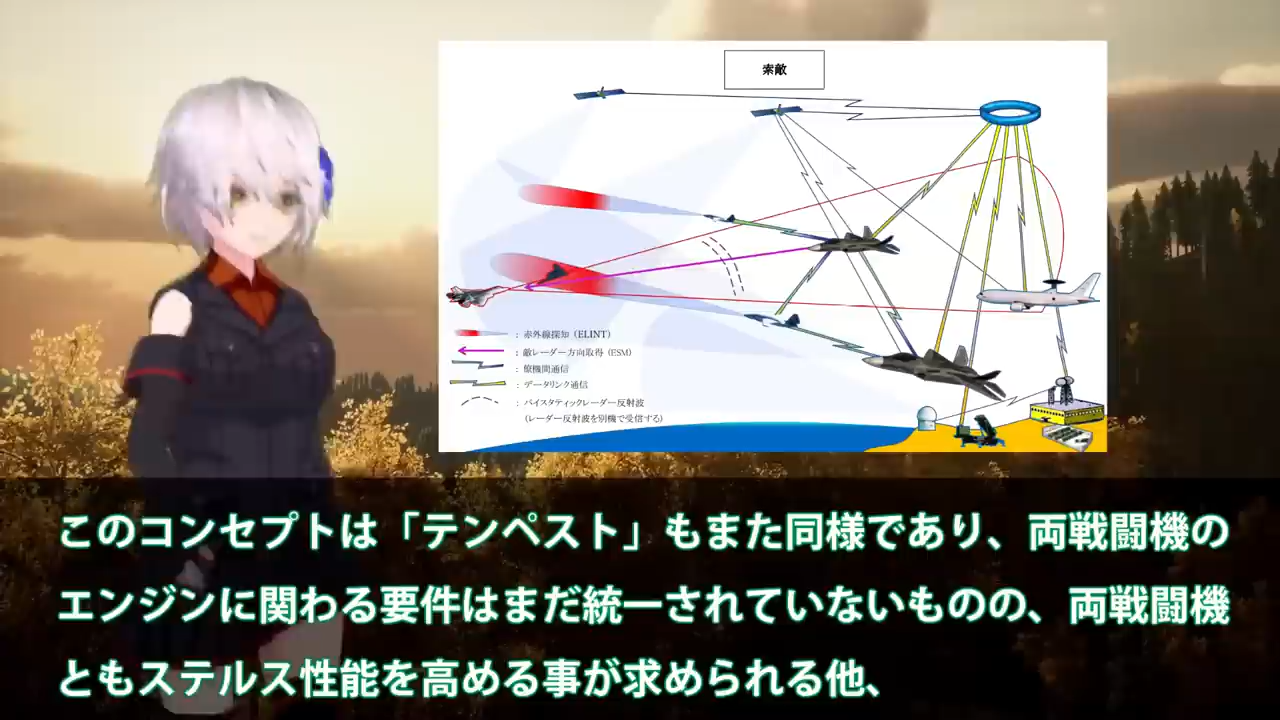 索敵
：赤外線探知（ELINT）
：敵レーダー方向取得（ESM）
：僚機間通信
：データリンク通信
：バイスタティックレーダー反射波
（レーダー反射波を別機で受信する）
このコンセプトは「テンペスト」もまた同様であり、両戦闘機の
エンジンに関わる要件はまだ統一されていないものの、両戦闘機
ともステルス性能を高める事が求められる他、